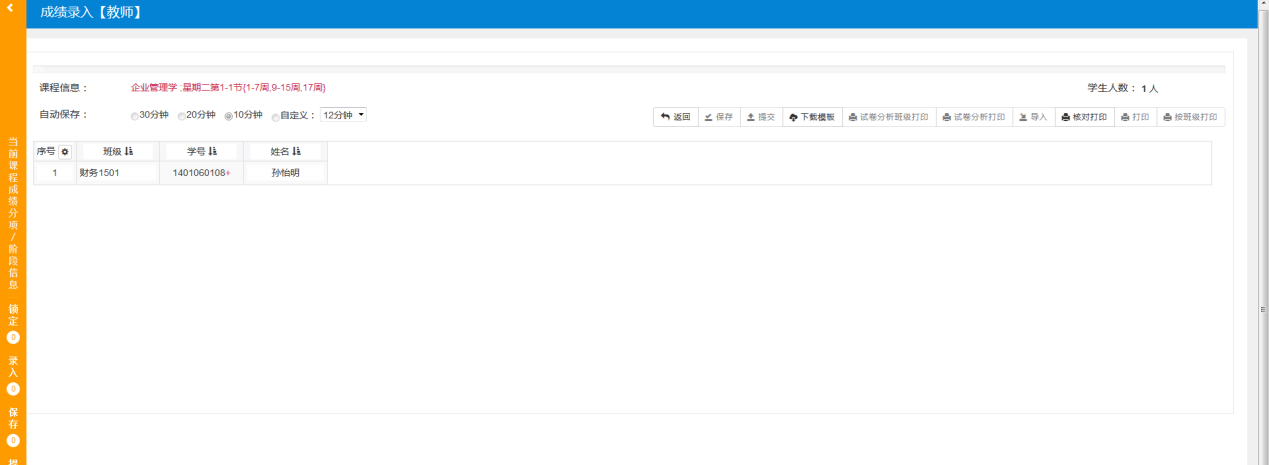 成绩录入【教师】
课程信息： 企业管理学 ;星期二第1-1节{1-7周,9-15周,17周} 学生人数：1人
自动保存： 30分钟 20分钟 10分钟 自定义： 12分钟
返回 保存 提交 下载模板 试卷分析班级打印 试卷分析打印 导入 核对打印 打印 按班级打印
序号 班级 学号 姓名
1 财务1501 1401060108+ 孙怡明
当前课程成绩分项/阶段信息
锁定 0
录入 0
保存 0